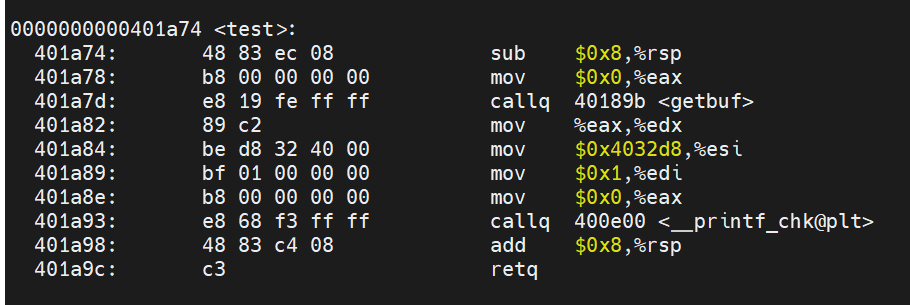 0000000000401a74 <test>:
401a74: 48 83 ec 08 sub $0x8,%rsp
401a78: b8 00 00 00 00 mov $0x0,%eax
401a7d: e8 19 fe ff ff callq 40189b <getbuf>
401a82: 89 c2 mov %eax,%edx
401a84: be d8 32 40 00 mov $0x4032d8,%esi
401a89: bf 01 00 00 00 mov $0x1,%edi
401a8e: b8 00 00 00 00 mov $0x0,%eax
401a93: e8 68 f3 ff ff callq 400e00 <__printf_chk@plt>
401a98: 48 83 c4 08 add $0x8,%rsp
401a9c: c3 retq